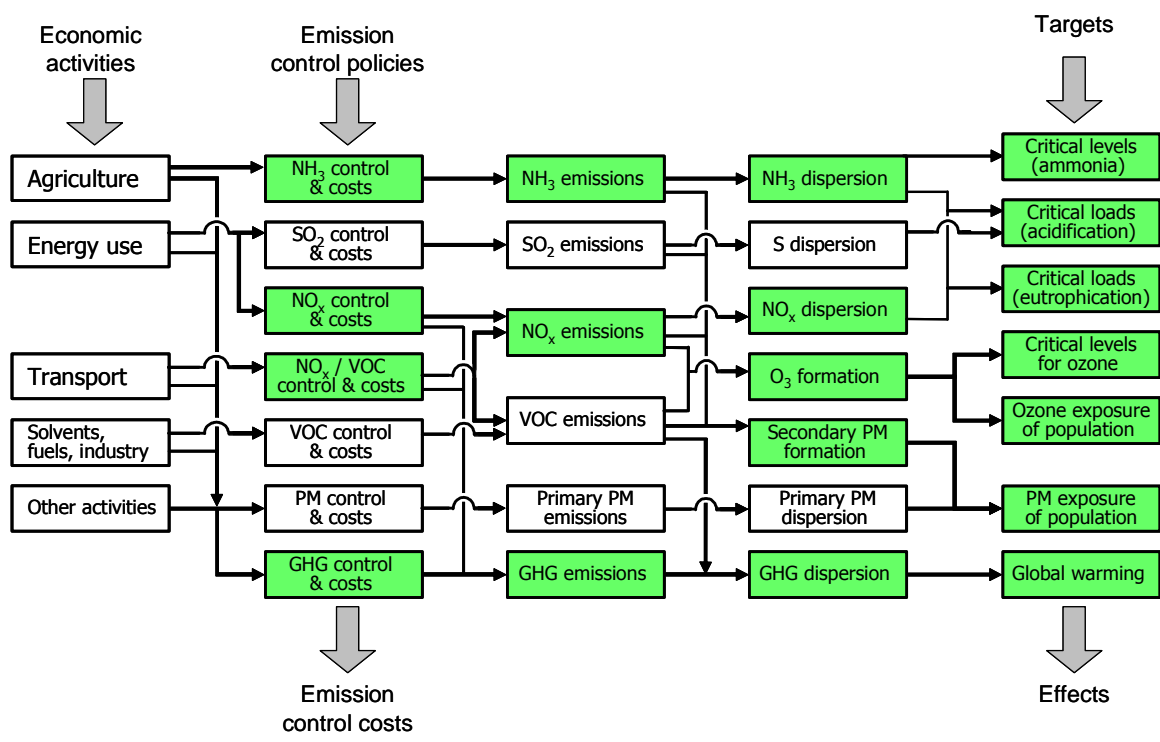 Economic
activities
Emission
control policies
Targets
Agriculture
Energy use
Transport
Solvents,
fuels, industry
Other activities
NH₃ control
& costs
SO₂ control
& costs
NOₓ control
& costs
NOₓ / VOC
control & costs
VOC control
& costs
PM control
& costs
GHG control
& costs
NH₃ emissions
SO₂ emissions
NOₓ emissions
VOC emissions
Primary PM
emissions
GHG emissions
NH₃ dispersion
S dispersion
NOₓ dispersion
O₃ formation
Secondary PM
formation
Primary PM
dispersion
GHG dispersion
Critical levels
(ammonia)
Critical loads
(acidification)
Critical loads
(eutrophication)
Critical levels
for ozone
Ozone exposure
of population
PM exposure
of population
Global warming
Emission
control costs
Effects